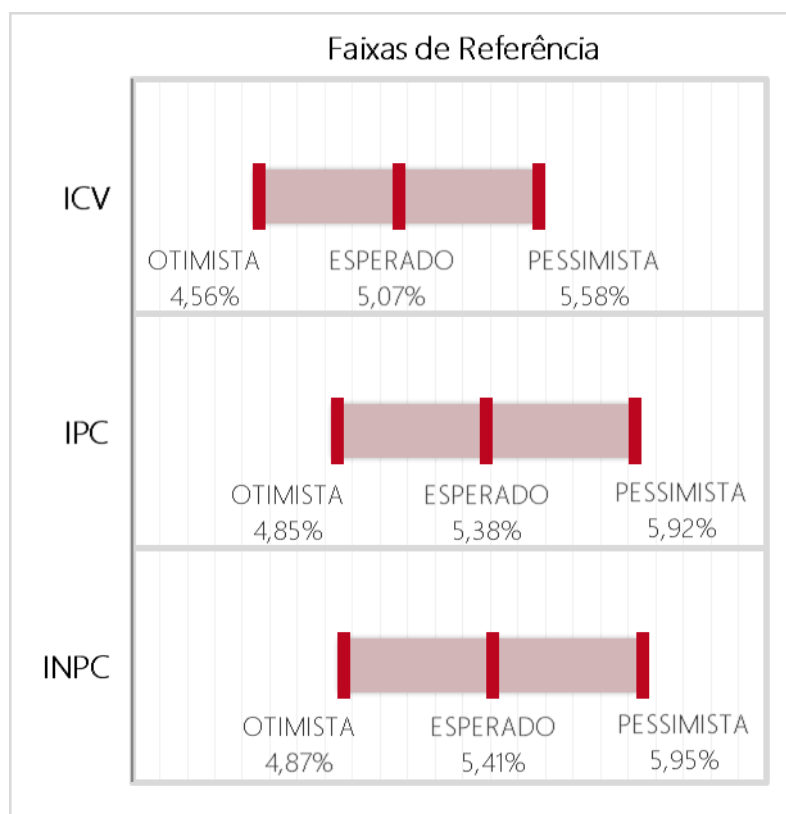 Faixas de Referência
ICV
OTIMISTA ESPERADO PESSIMISTA
4,56% 5,07% 5,58%
IPC
OTIMISTA ESPERADO PESSIMISTA
4,85% 5,38% 5,92%
INPC
OTIMISTA ESPERADO PESSIMISTA
4,87% 5,41% 5,95%